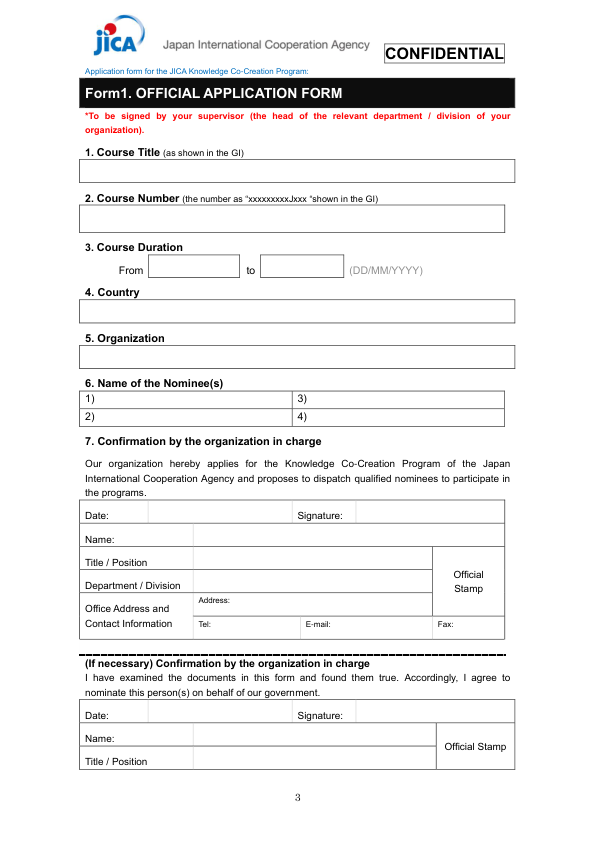 jICA
Japan International Cooperation Agency
CONFIDENTIAL
Application form for the JICA Knowledge Co-Creation Program:
Form1. OFFICIAL APPLICATION FORM
*To be signed by your supervisor (the head of the relevant department / division of your
organization).
1. Course Title (as shown in the GI)
2. Course Number (the number as “xxxxxxxxxJxxx “shown in the GI)
3. Course Duration
From to (DD/MM/YYYY)
4. Country
5. Organization
6. Name of the Nominee(s)
1) 3)
2) 4)
7. Confirmation by the organization in charge
Our organization hereby applies for the Knowledge Co-Creation Program of the Japan
International Cooperation Agency and proposes to dispatch qualified nominees to participate in
the programs.
Date: Signature:
Name:
Title / Position
Department / Division
Official
Stamp
Office Address and
Contact Information
Address:
Tel: E-mail: Fax:
(If necessary) Confirmation by the organization in charge
I have examined the documents in this form and found them true. Accordingly, I agree to
nominate this person(s) on behalf of our government.
Date: Signature:
Name:
Title / Position
Official Stamp
3